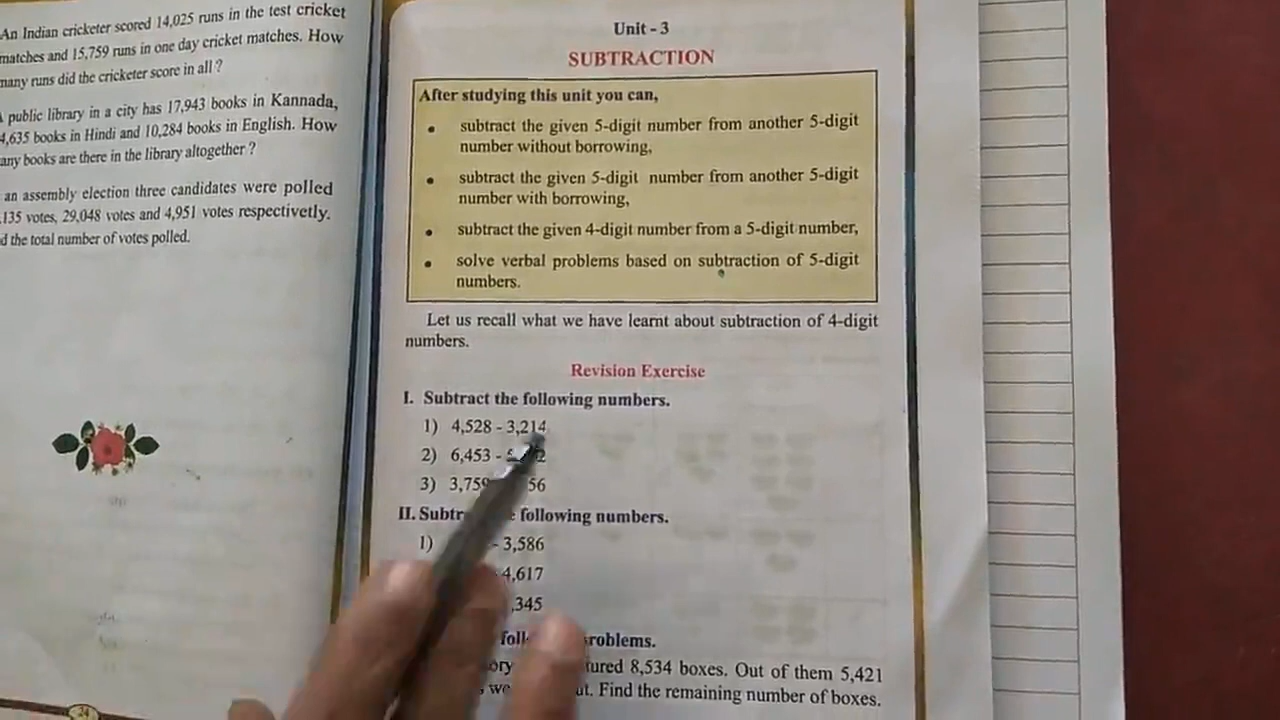 An Indian cricketer scored 14,025 runs in the test cricket
matches and 15,759 runs in one day cricket matches. How
many runs did the cricketer score in all ?
public library in a city has 17,943 books in Kannada,
4,635 books in Hindi and 10,284 books in English. How
any books are there in the library altogether ?
an assembly election three candidates were polled
135 votes, 29,048 votes and 4,951 votes respectivetly.
d the total number of votes polled.
24
Unit - 3
SUBTRACTION
After studying this unit you can,
• subtract the given 5-digit number from another 5-digit
number without borrowing,
• subtract the given 5-digit number from another 5-digit
number with borrowing,
• subtract the given 4-digit number from a 5-digit number,
• solve verbal problems based on subtraction of 5-digit
numbers.
Let us recall what we have learnt about subtraction of 4-digit
numbers.
Revision Exercise
I. Subtract the following numbers.
1) 4,528 - 3,214
2) 6,453 -
3) 3,759 56
II. Subtr following numbers.
1) - 3,586
4,617
,345
foll roblems.
ory tured 8,534 boxes. Out of them 5,421
we ut. Find the remaining number of boxes.